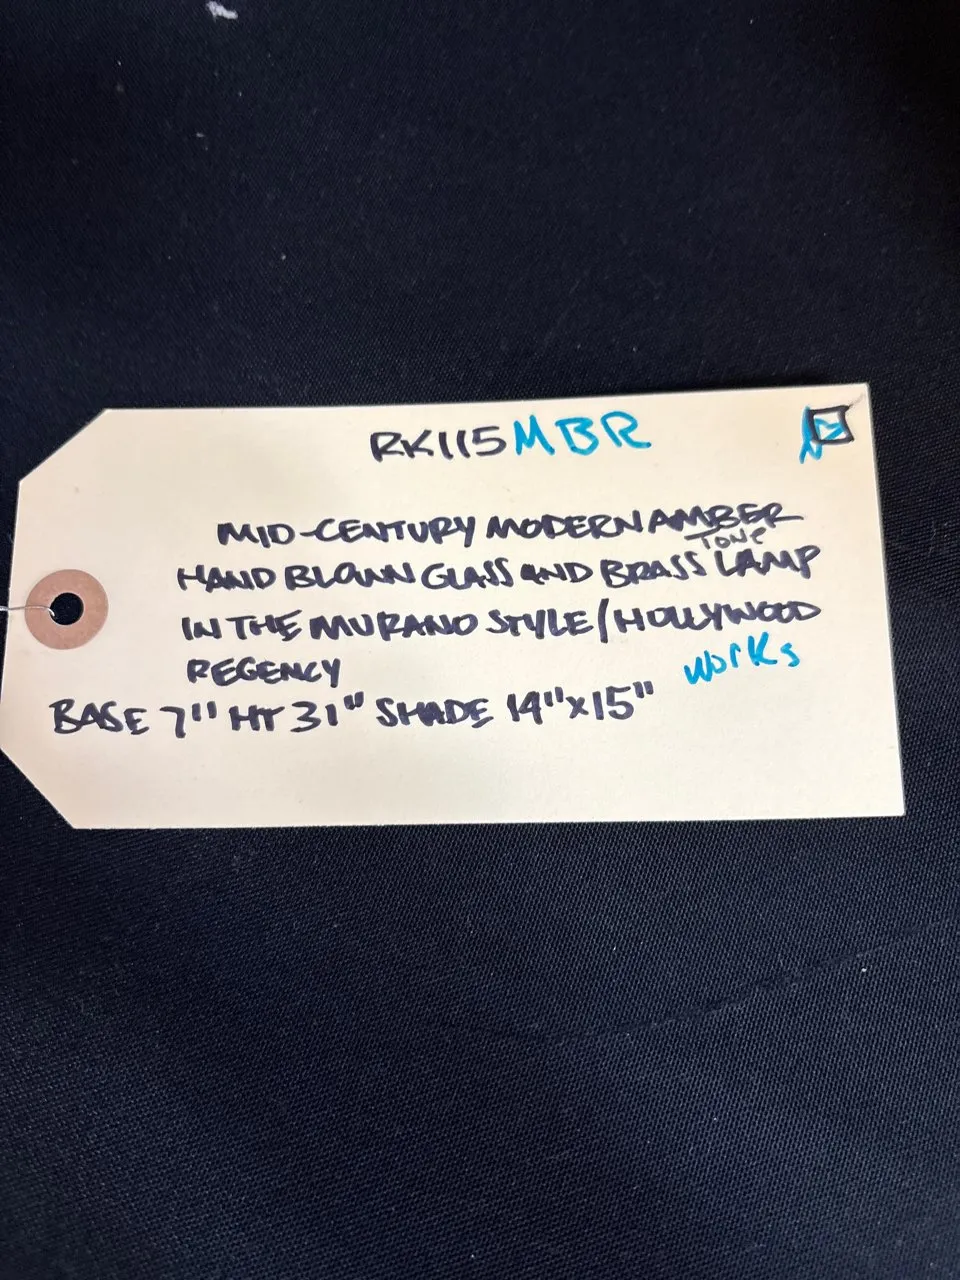 RK115MBR
MID-CENTURY MODERN AMBER
TONE
HAND BLOWN GLASS AND BRASS LAMP
IN THE MURANO STYLE/HOLLYWOOD
REGENCY
works
BASE 7" HT 31" SHADE 14"x15"